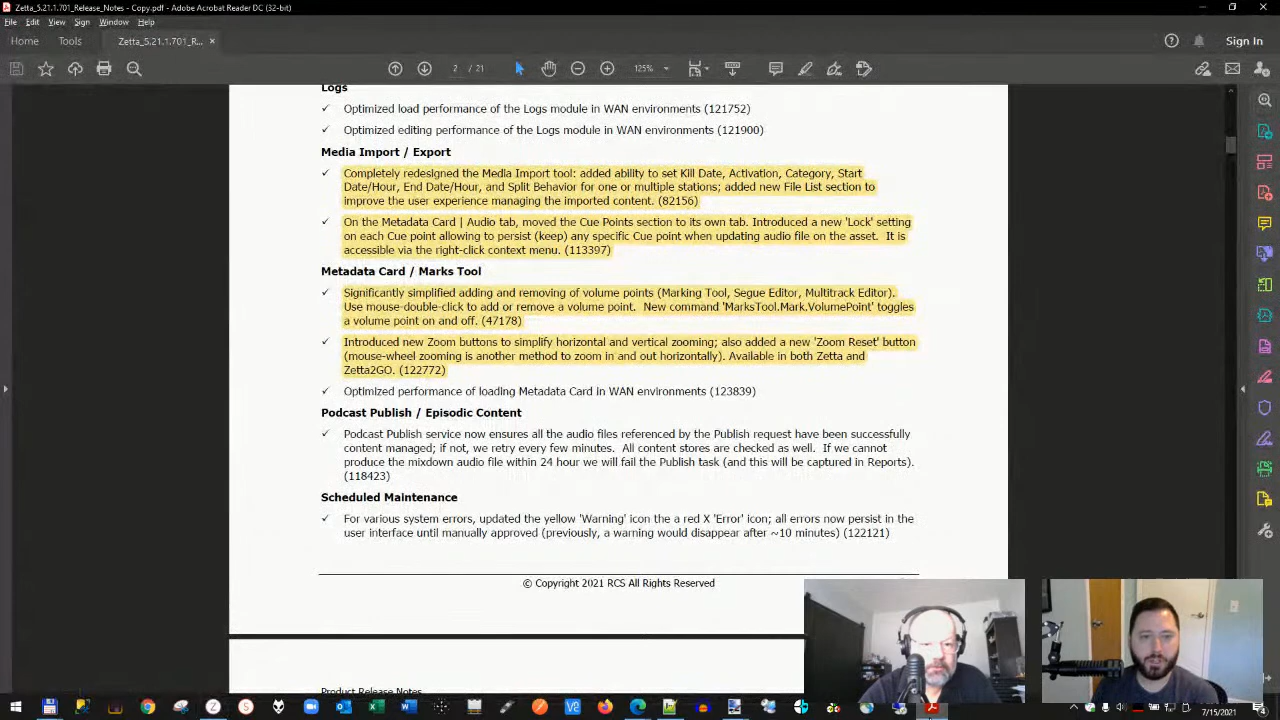 Zetta_5.21.1.701_Release_Notes - Copy.pdf - Adobe Acrobat Reader DC (32-bit)
File Edit View Sign Window Help
Home Tools Zetta_5.21.1.701_R... × Sign In
2 / 21 125%
Logs
✓ Optimized load performance of the Logs module in WAN environments (121752)
✓ Optimized editing performance of the Logs module in WAN environments (121900)
Media Import / Export
✓ Completely redesigned the Media Import tool: added ability to set Kill Date, Activation, Category, Start
Date/Hour, End Date/Hour, and Split Behavior for one or multiple stations; added new File List section to
improve the user experience managing the imported content. (82156)
✓ On the Metadata Card | Audio tab, moved the Cue Points section to its own tab. Introduced a new 'Lock' setting
on each Cue point allowing to persist (keep) any specific Cue point when updating audio file on the asset. It is
accessible via the right-click context menu. (113397)
Metadata Card / Marks Tool
✓ Significantly simplified adding and removing of volume points (Marking Tool, Segue Editor, Multitrack Editor).
Use mouse-double-click to add or remove a volume point. New command 'MarksTool.Mark.VolumePoint' toggles
a volume point on and off. (47178)
✓ Introduced new Zoom buttons to simplify horizontal and vertical zooming; also added a new 'Zoom Reset' button
(mouse-wheel zooming is another method to zoom in and out horizontally). Available in both Zetta and
Zetta2GO. (122772)
✓ Optimized performance of loading Metadata Card in WAN environments (123839)
Podcast Publish / Episodic Content
✓ Podcast Publish service now ensures all the audio files referenced by the Publish request have been successfully
content managed; if not, we retry every few minutes. All content stores are checked as well. If we cannot
produce the mixdown audio file within 24 hour we will fail the Publish task (and this will be captured in Reports).
(118423)
Scheduled Maintenance
✓ For various system errors, updated the yellow 'Warning' icon the a red X 'Error' icon; all errors now persist in the
user interface until manually approved (previously, a warning would disappear after ~10 minutes) (122121)
© Copyright 2021 RCS All Rights Reserved
Product Release Notes
7/15/2021